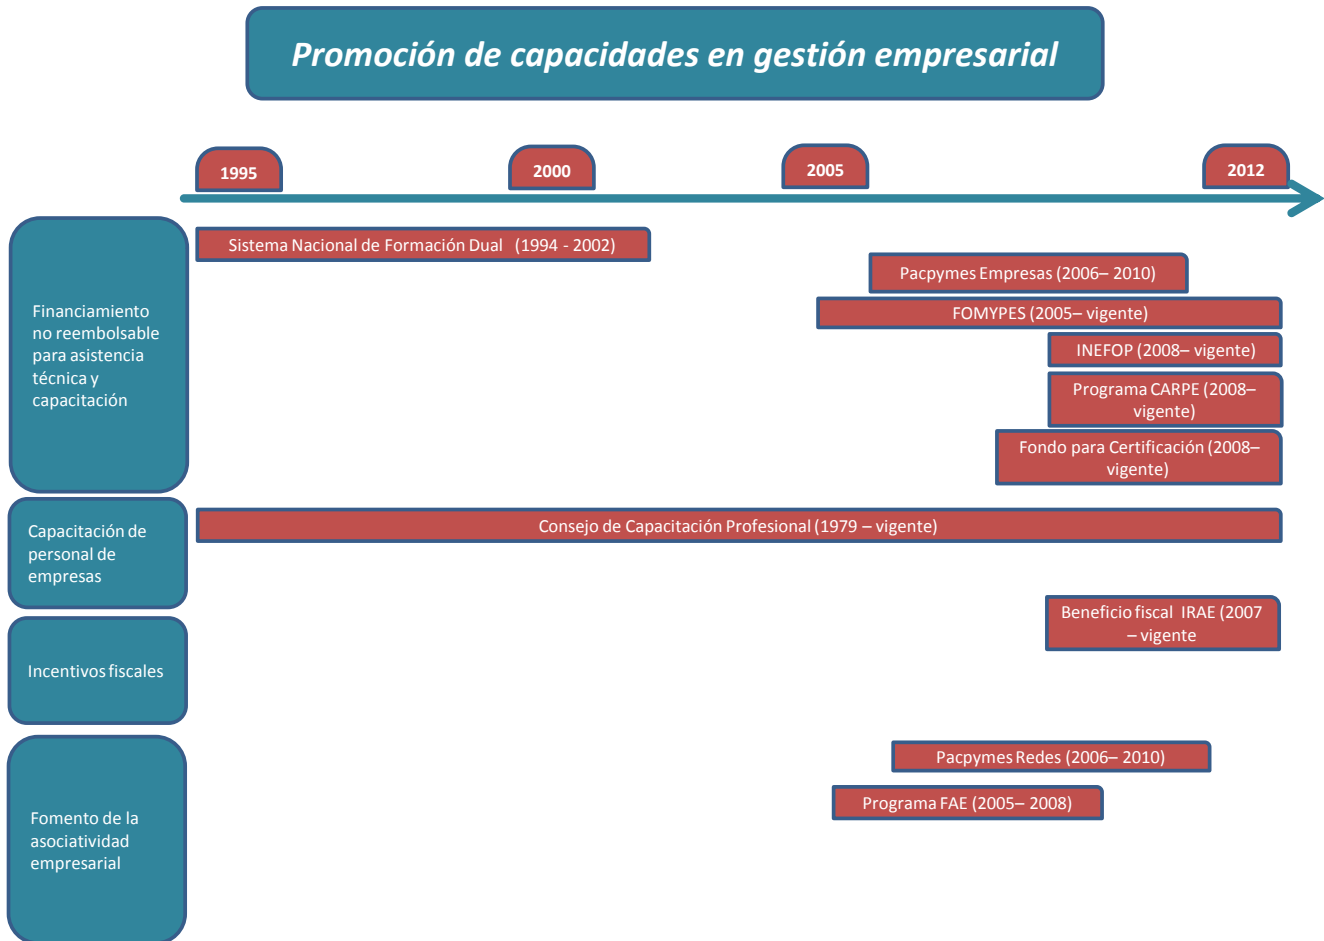 Promoción de capacidades en gestión empresarial
1995
2000
2005
2012
Financiamiento
no reembolsable
para asistencia
técnica y
capacitación
Sistema Nacional de Formación Dual (1994 - 2002)
Pacpymes Empresas (2006– 2010)
FOMYPES (2005– vigente)
INEFOP (2008– vigente)
Programa CARPE (2008–
vigente)
Fondo para Certificación (2008–
vigente)
Capacitación de
personal de
empresas
Consejo de Capacitación Profesional (1979 – vigente)
Incentivos fiscales
Beneficio fiscal IRAE (2007
– vigente
Fomento de la
asociatividad
empresarial
Pacpymes Redes (2006– 2010)
Programa FAE (2005– 2008)